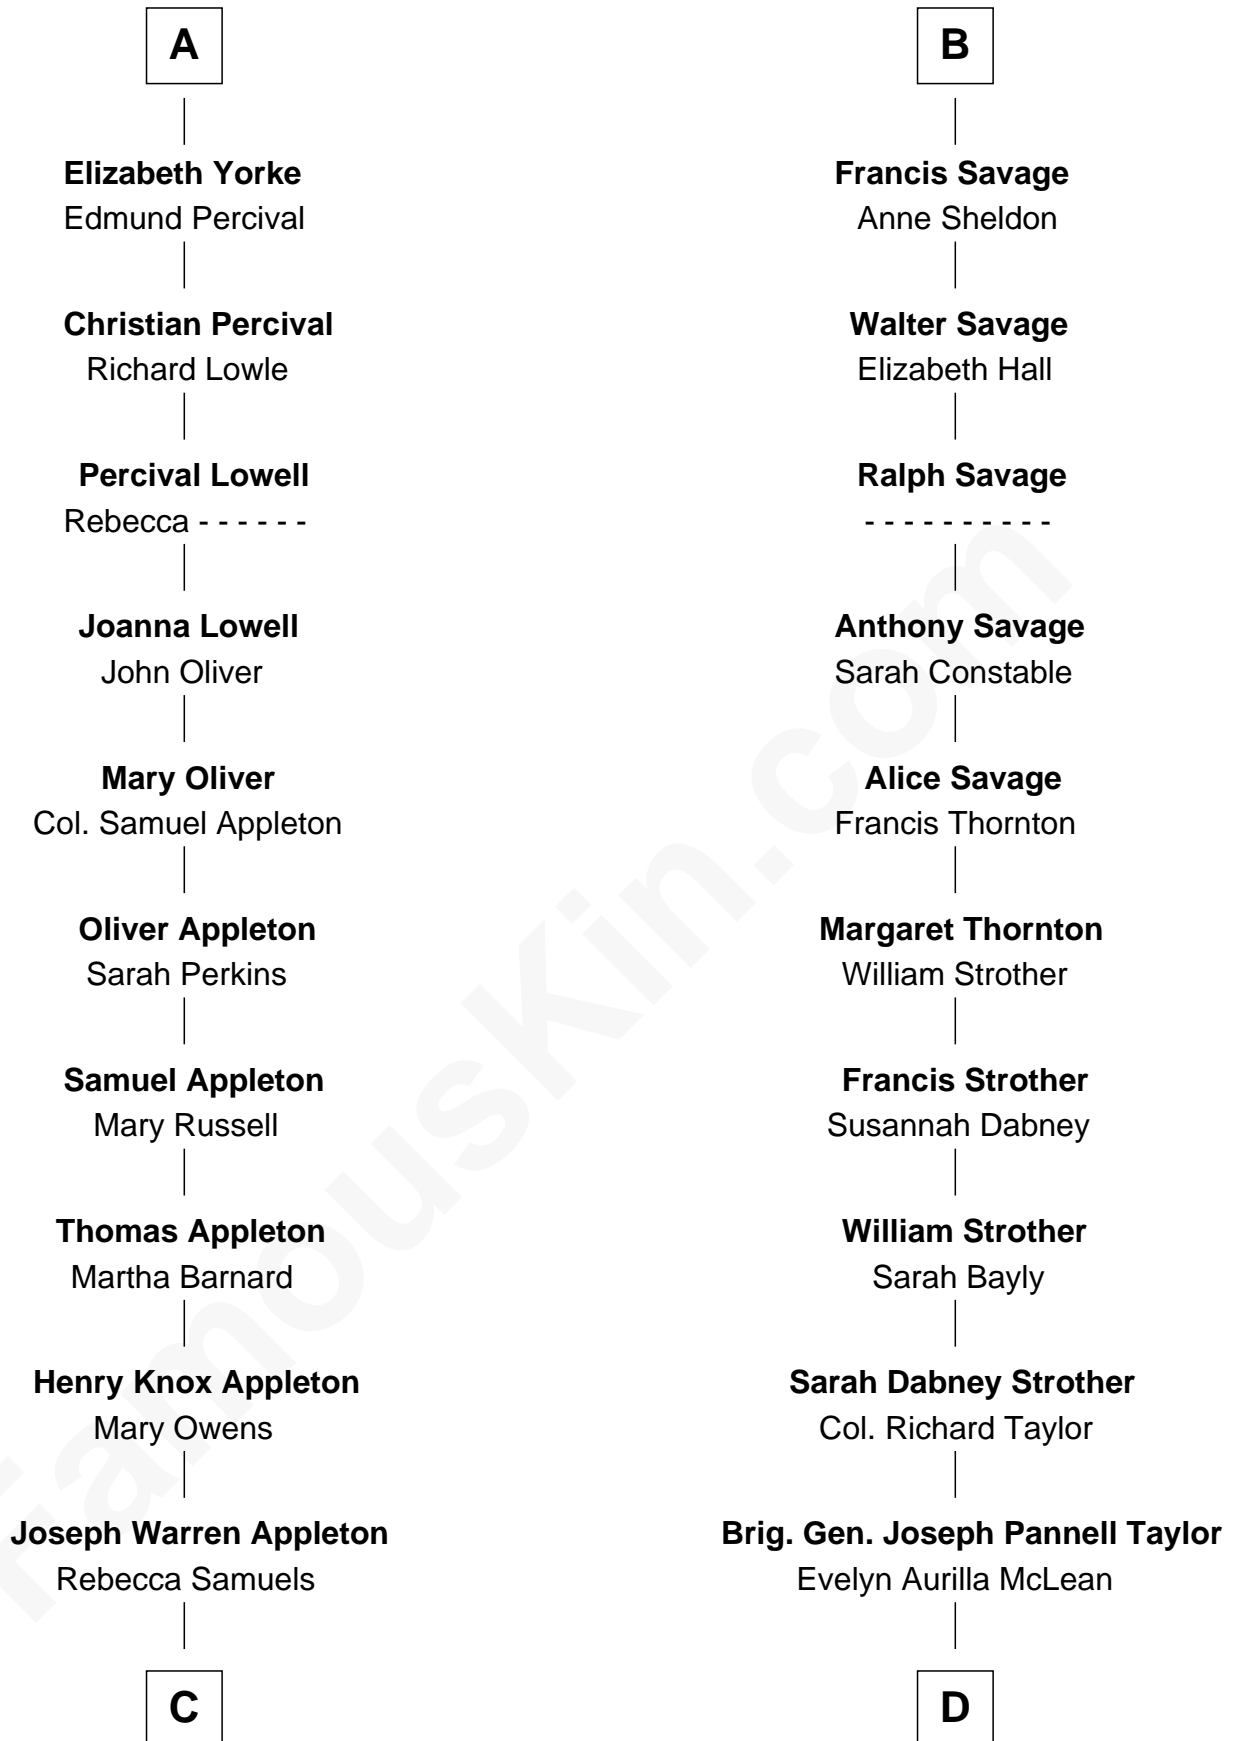 A
Elizabeth Yorke
Edmund Percival
Christian Percival
Richard Lowle
Percival Lowell
Rebecca - - - - - -
Joanna Lowell
John Oliver
Mary Oliver
Col. Samuel Appleton
Oliver Appleton
Sarah Perkins
Samuel Appleton
Mary Russell
Thomas Appleton
Martha Barnard
Henry Knox Appleton
Mary Owens
Joseph Warren Appleton
Rebecca Samuels
C
B
Francis Savage
Anne Sheldon
Walter Savage
Elizabeth Hall
Ralph Savage
- - - - - - - - - -
Anthony Savage
Sarah Constable
Alice Savage
Francis Thornton
Margaret Thornton
William Strother
Francis Strother
Susannah Dabney
William Strother
Sarah Bayly
Sarah Dabney Strother
Col. Richard Taylor
Brig. Gen. Joseph Pannell Taylor
Evelyn Aurilla McLean
D
FamousKin.com